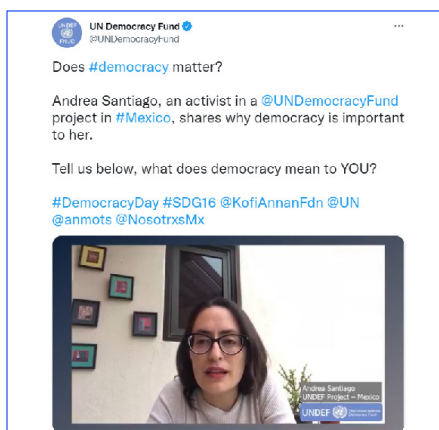 UN Democracy Fund
@UNDemocracyFund
Does #democracy matter?
Andrea Santiago, an activist in a @UNDemocracyFund
project in #Mexico, shares why democracy is important
to her.
Tell us below, what does democracy mean to YOU?
#DemocracyDay #SDG16 @KofiAnnanFdn @UN
@anmots @NosotrxsMx
Andrea Santiago
UNDEF Project – Mexico
UNDEF